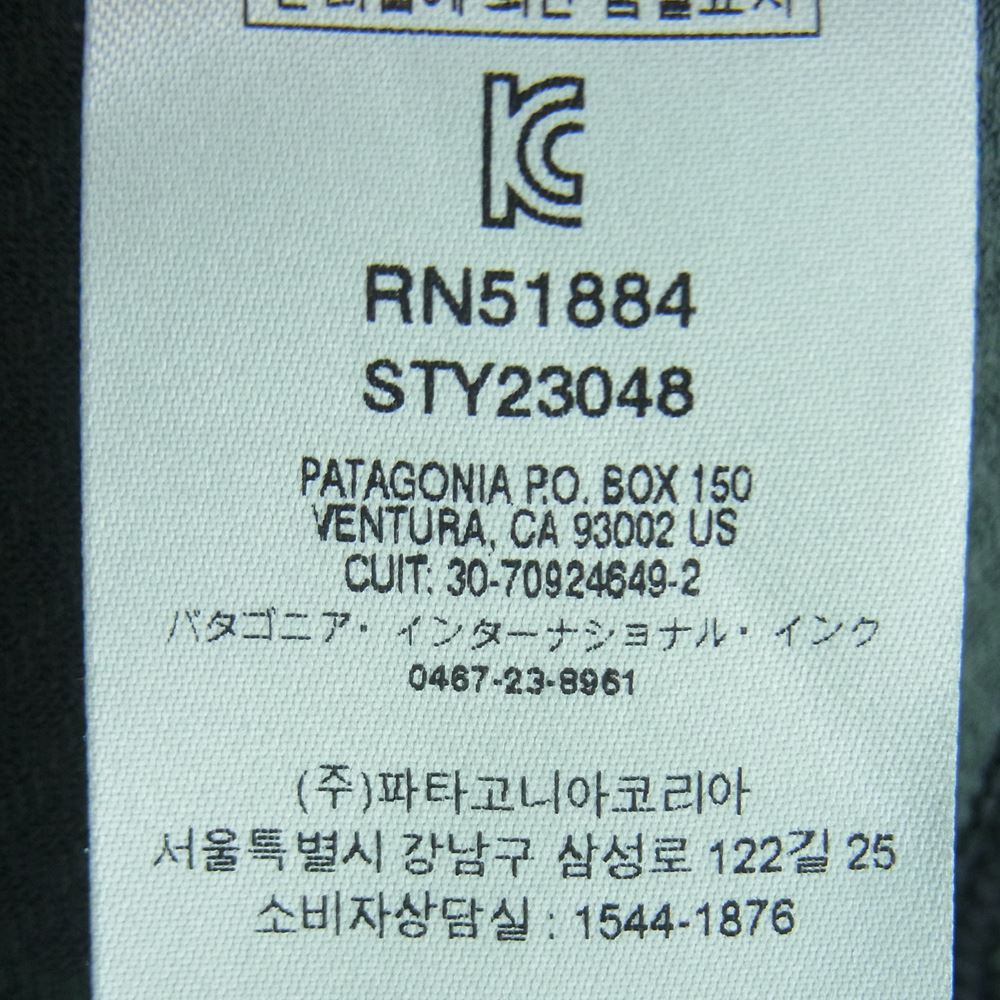 KC
RN51884
STY23048
PATAGONIA P.O. BOX 150
VENTURA, CA 93002 US
CUIT: 30-70924649-2
パタゴニア・インターナショナル・インク
0467-23-8961
(주)파타고니아코리아
서울특별시 강남구 삼성로 122길 25
소비자상담실 : 1544-1876